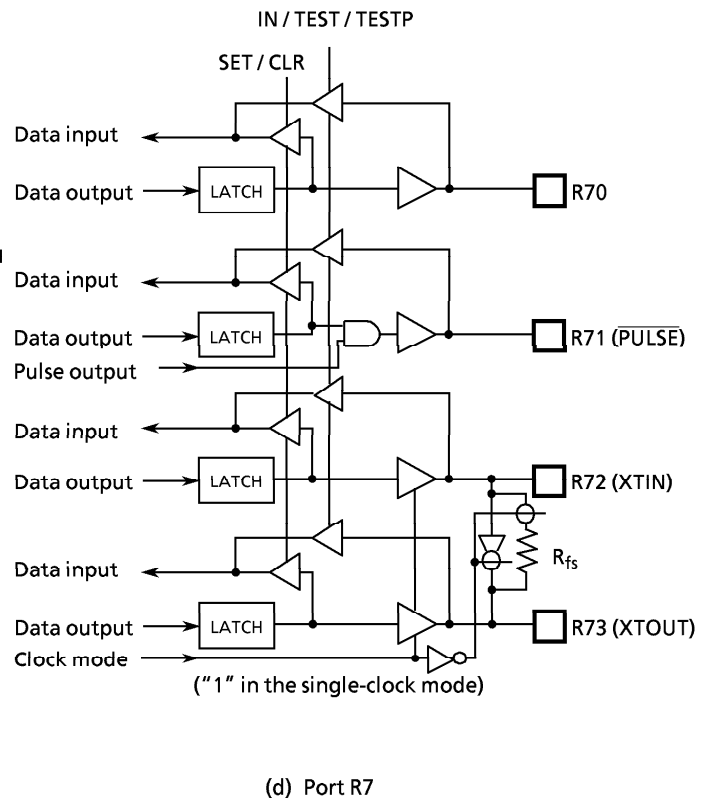 IN / TEST / TESTP
SET / CLR
Data input
Data output
LATCH
R70
Data input
Data output
LATCH
R71 (PULSE)
Pulse output
Data input
Data output
LATCH
R72 (XTIN)
Rfs
Data input
Data output
LATCH
R73 (XTOUT)
Clock mode
("1" in the single-clock mode)
(d) Port R7